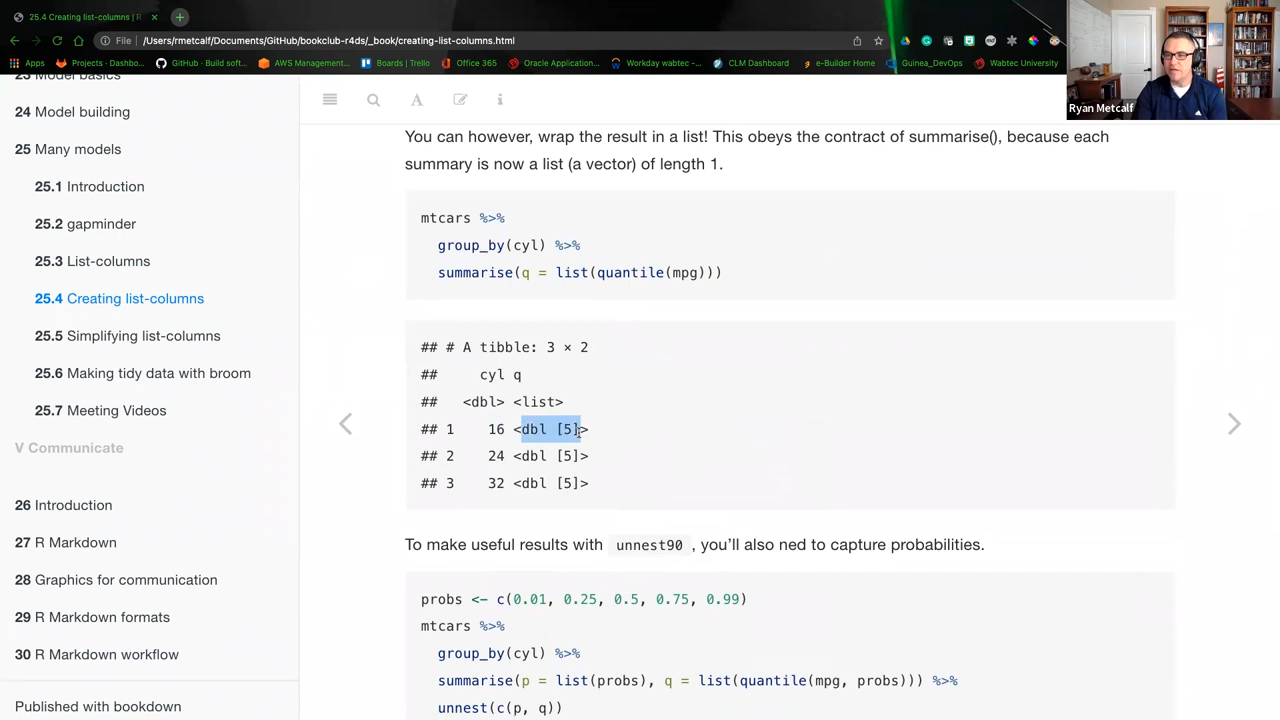 25.4 Creating list-columns | R
File /Users/rmetcalf/Documents/GitHub/bookclub-r4ds/_book/creating-list-columns.html
Apps Projects - Dashbo... GitHub · Build soft... AWS Management... Boards | Trello Office 365 Oracle Application... Workday wabtec –... CLM Dashboard e-Builder Home Guinea_DevOps Wabtec University
Ryan Metcalf
23 Model basics
24 Model building
25 Many models
25.1 Introduction
25.2 gapminder
25.3 List-columns
25.4 Creating list-columns
25.5 Simplifying list-columns
25.6 Making tidy data with broom
25.7 Meeting Videos
V Communicate
26 Introduction
27 R Markdown
28 Graphics for communication
29 R Markdown formats
30 R Markdown workflow
Published with bookdown
You can however, wrap the result in a list! This obeys the contract of summarise(), because each
summary is now a list (a vector) of length 1.
mtcars %>%
group_by(cyl) %>%
summarise(q = list(quantile(mpg)))
## # A tibble: 3 × 2
## cyl q
## <dbl> <list>
## 1 16 <dbl [5]>
## 2 24 <dbl [5]>
## 3 32 <dbl [5]>
To make useful results with unnest90 , you’ll also ned to capture probabilities.
probs <- c(0.01, 0.25, 0.5, 0.75, 0.99)
mtcars %>%
group_by(cyl) %>%
summarise(p = list(probs), q = list(quantile(mpg, probs))) %>%
unnest(c(p, q))